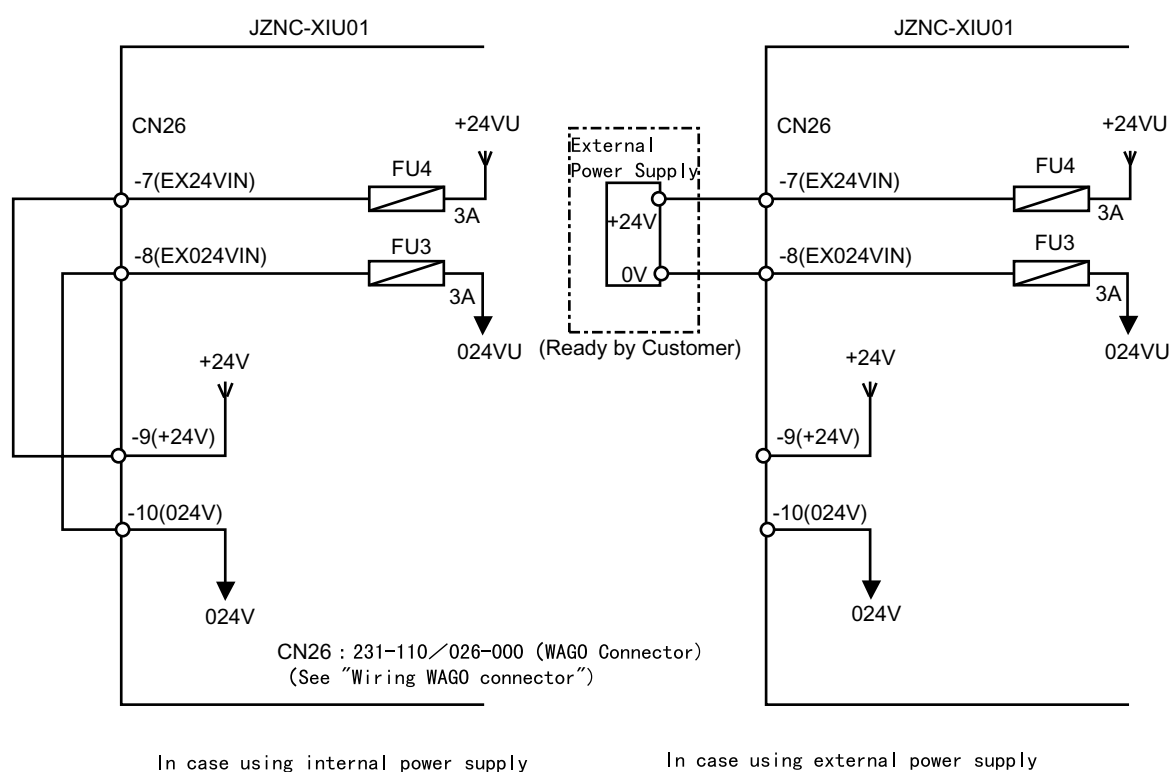 JZNC-XIU01
CN26
+24VU
-7(EX24VIN)
FU4
3A
-8(EX024VIN)
FU3
3A
024VU
+24V
-9(+24V)
-10(024V)
024V
CN26 : 231-110／026-000 (WAGO Connector)
(See "Wiring WAGO connector")
In case using internal power supply
JZNC-XIU01
External
Power Supply
+24V
0V
(Ready by Customer)
CN26
+24VU
-7(EX24VIN)
FU4
3A
-8(EX024VIN)
FU3
3A
024VU
+24V
-9(+24V)
-10(024V)
024V
In case using external power supply